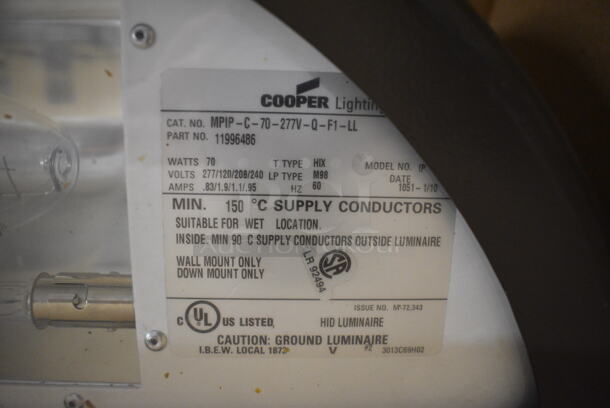 COOPER Lighting
CAT. NO. MPIP-C-70-277V-Q-F1-LL
PART NO. 11996486
WATTS 70 T TYPE HIX MODEL NO. IP
VOLTS 277/120/208/240 LP TYPE M98 DATE
AMPS .83/1.9/1.1/.95 HZ 60 1051-1/10
MIN. 150 °C SUPPLY CONDUCTORS
SUITABLE FOR WET LOCATION.
INSIDE. MIN 90 C SUPPLY CONDUCTORS OUTSIDE LUMINAIRE
WALL MOUNT ONLY
DOWN MOUNT ONLY
LR 92494
ISSUE NO. M-72,343
C UL US LISTED, HID LUMINAIRE
CAUTION: GROUND LUMINAIRE
I.B.E.W. LOCAL 1872 V 3013C69H02